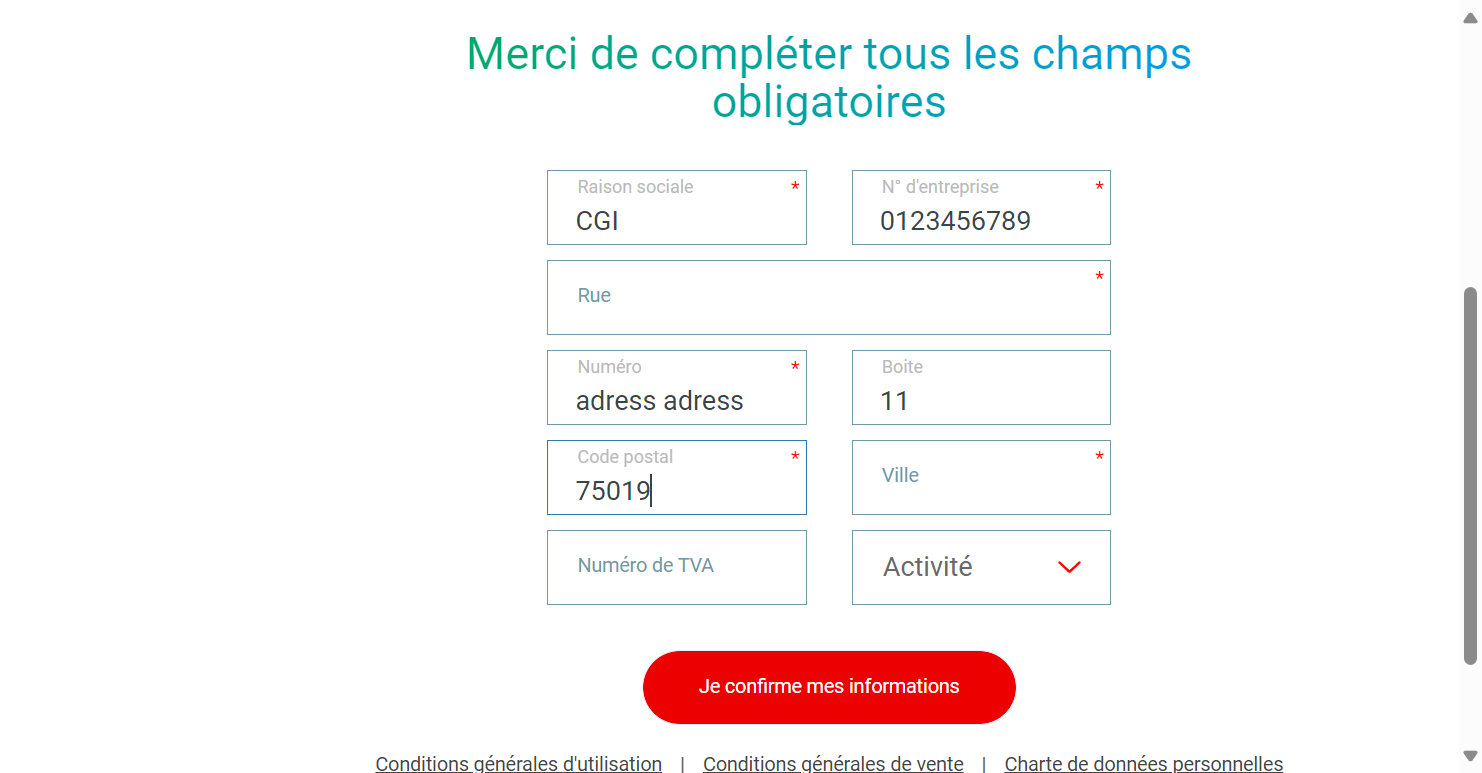 Merci de compléter tous les champs
obligatoires
Raison sociale * N° d'entreprise *
CGI 0123456789
Rue *
Numéro * Boite
adress adress 11
Code postal * Ville *
75019
Numéro de TVA Activité
Je confirme mes informations
Conditions générales d'utilisation | Conditions générales de vente | Charte de données personnelles